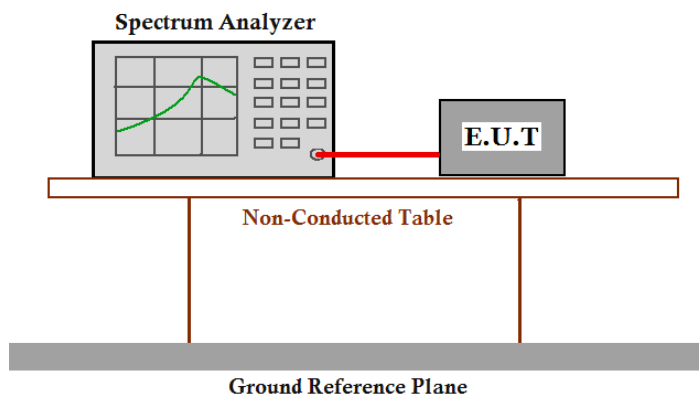 Spectrum Analyzer
E.U.T
Non-Conducted Table
Ground Reference Plane